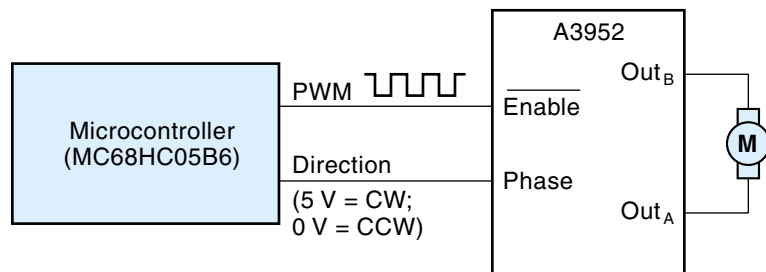 Microcontroller
(MC68HC05B6)
PWM
Direction
(5 V = CW;
0 V = CCW)
A3952
Enable
Phase
Out_B
Out_A
M